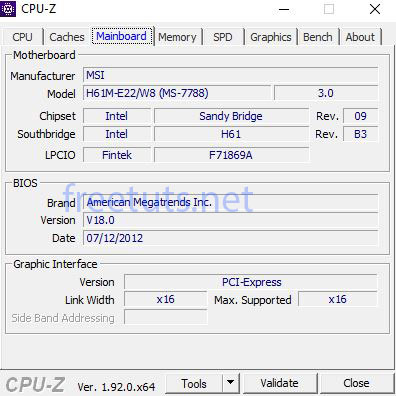 CPU-Z
CPU Caches Mainboard Memory SPD Graphics Bench About
Motherboard
Manufacturer MSI
Model H61M-E22/W8 (MS-7788) 3.0
Chipset Intel Sandy Bridge Rev. 09
Southbridge Intel H61 Rev. B3
LPCIO Fintek F71869A
BIOS
freetuts.net
Brand American Megatrends Inc.
Version V18.0
Date 07/12/2012
Graphic Interface
Version PCI-Express
Link Width x16 Max. Supported x16
Side Band Addressing
CPU-Z Ver. 1.92.0.x64 Tools Validate Close